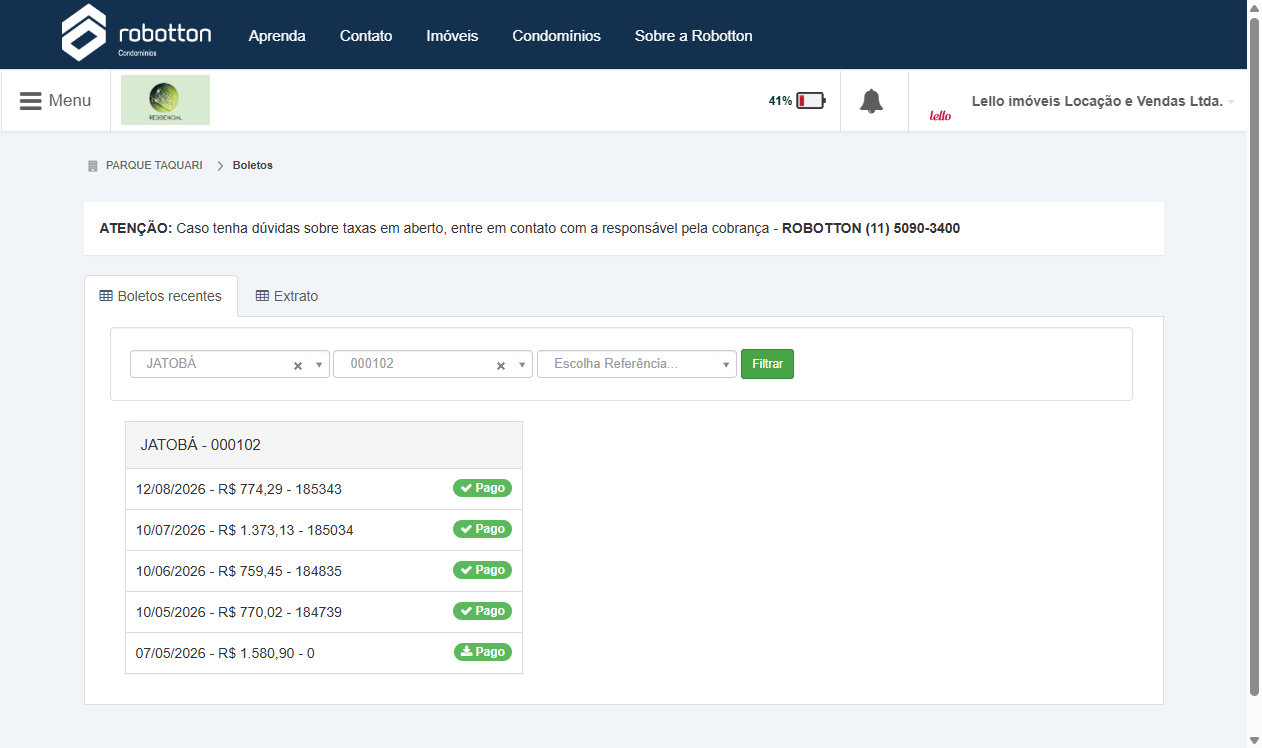 robotton
Condomínios
Aprenda
Contato
Imóveis
Condomínios
Sobre a Robotton
Menu
RESIDENCIAL
41%
lello
Lello imóveis Locação e Vendas Ltda.
PARQUE TAQUARI
Boletos
ATENÇÃO: Caso tenha dúvidas sobre taxas em aberto, entre em contato com a responsável pela cobrança - ROBOTTON (11) 5090-3400
Boletos recentes
Extrato
JATOBÁ
000102
Escolha Referência...
Filtrar
JATOBÁ - 000102
12/08/2026 - R$ 774,29 - 185343 Pago
10/07/2026 - R$ 1.373,13 - 185034 Pago
10/06/2026 - R$ 759,45 - 184835 Pago
10/05/2026 - R$ 770,02 - 184739 Pago
07/05/2026 - R$ 1.580,90 - 0 Pago